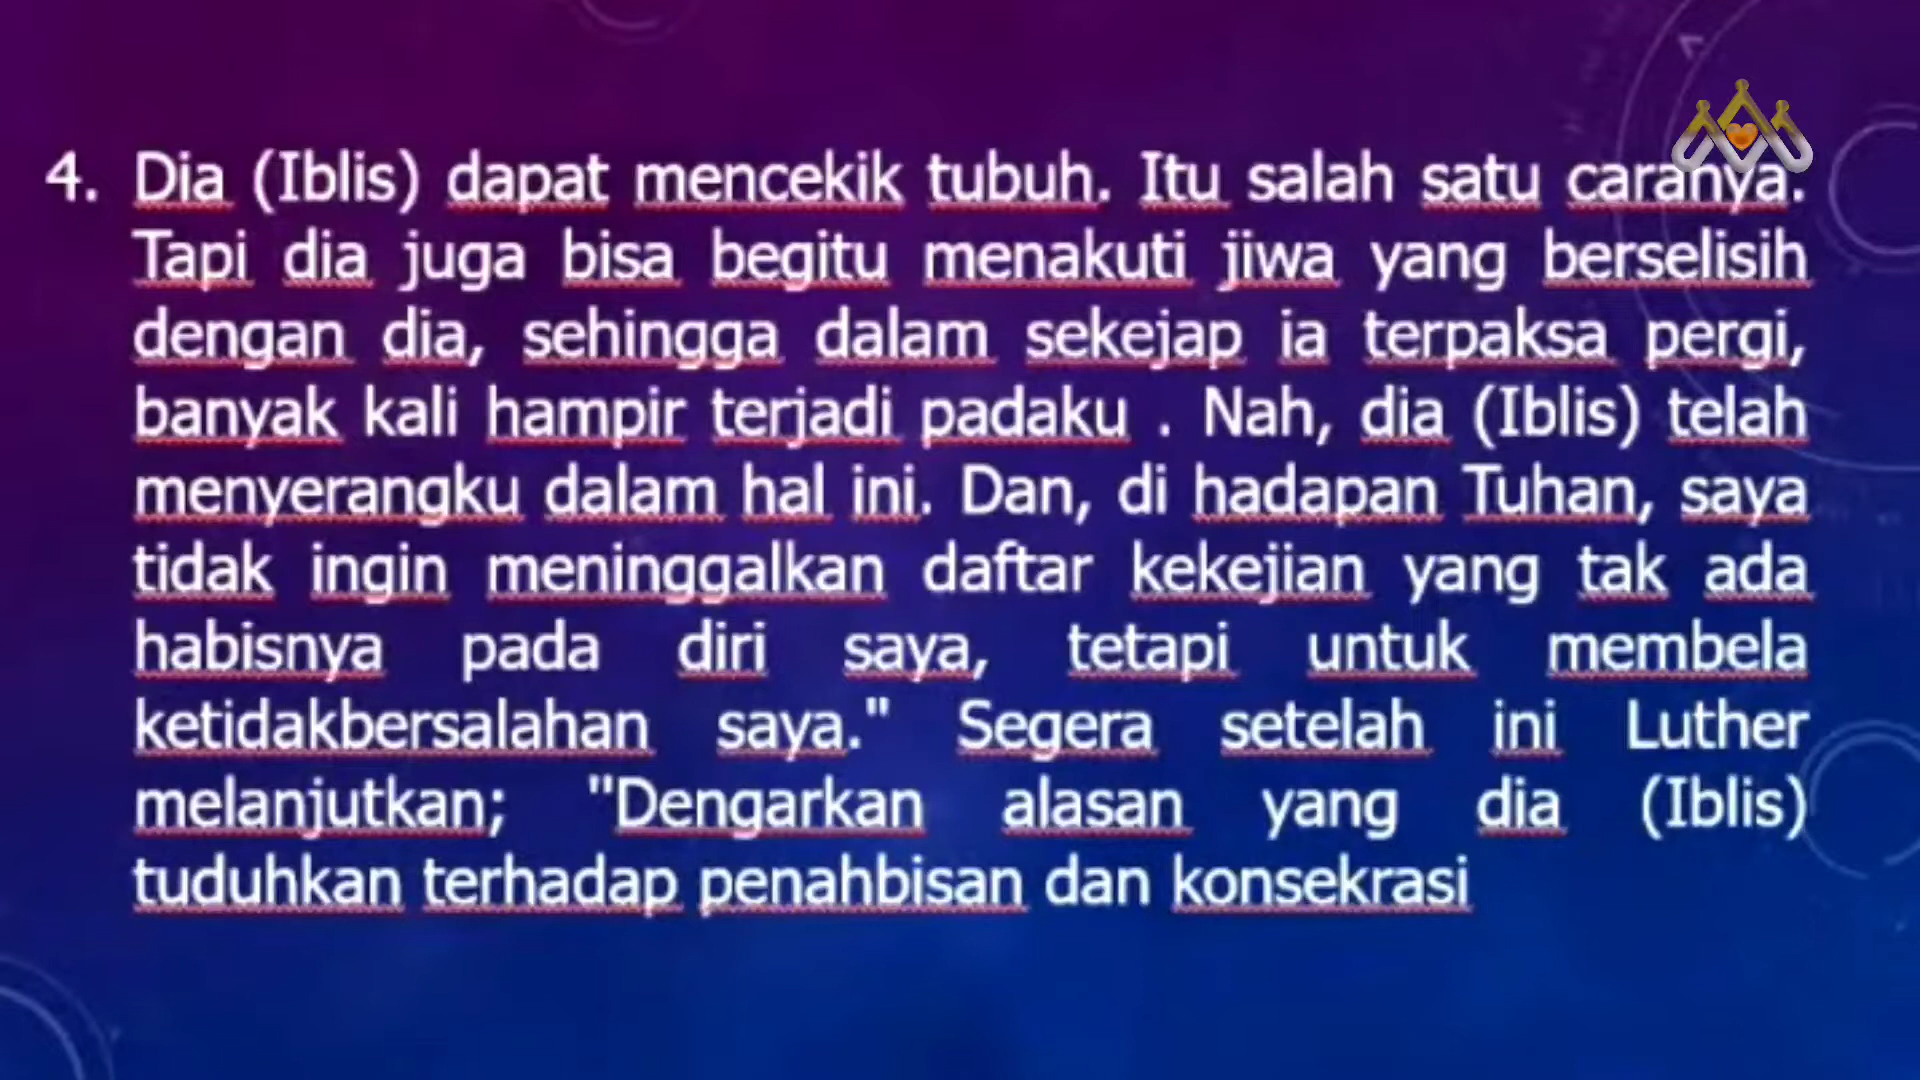 4. Dia (Iblis) dapat mencekik tubuh. Itu salah satu caranya.
Tapi dia juga bisa begitu menakuti jiwa yang berselisih
dengan dia, sehingga dalam sekejap ia terpaksa pergi,
banyak kali hampir terjadi padaku . Nah, dia (Iblis) telah
menyerangku dalam hal ini. Dan, di hadapan Tuhan, saya
tidak ingin meninggalkan daftar kekejian yang tak ada
habisnya pada diri saya, tetapi untuk membela
ketidakbersalahan saya." Segera setelah ini Luther
melanjutkan; "Dengarkan alasan yang dia (Iblis)
tuduhkan terhadap penahbisan dan konsekrasi